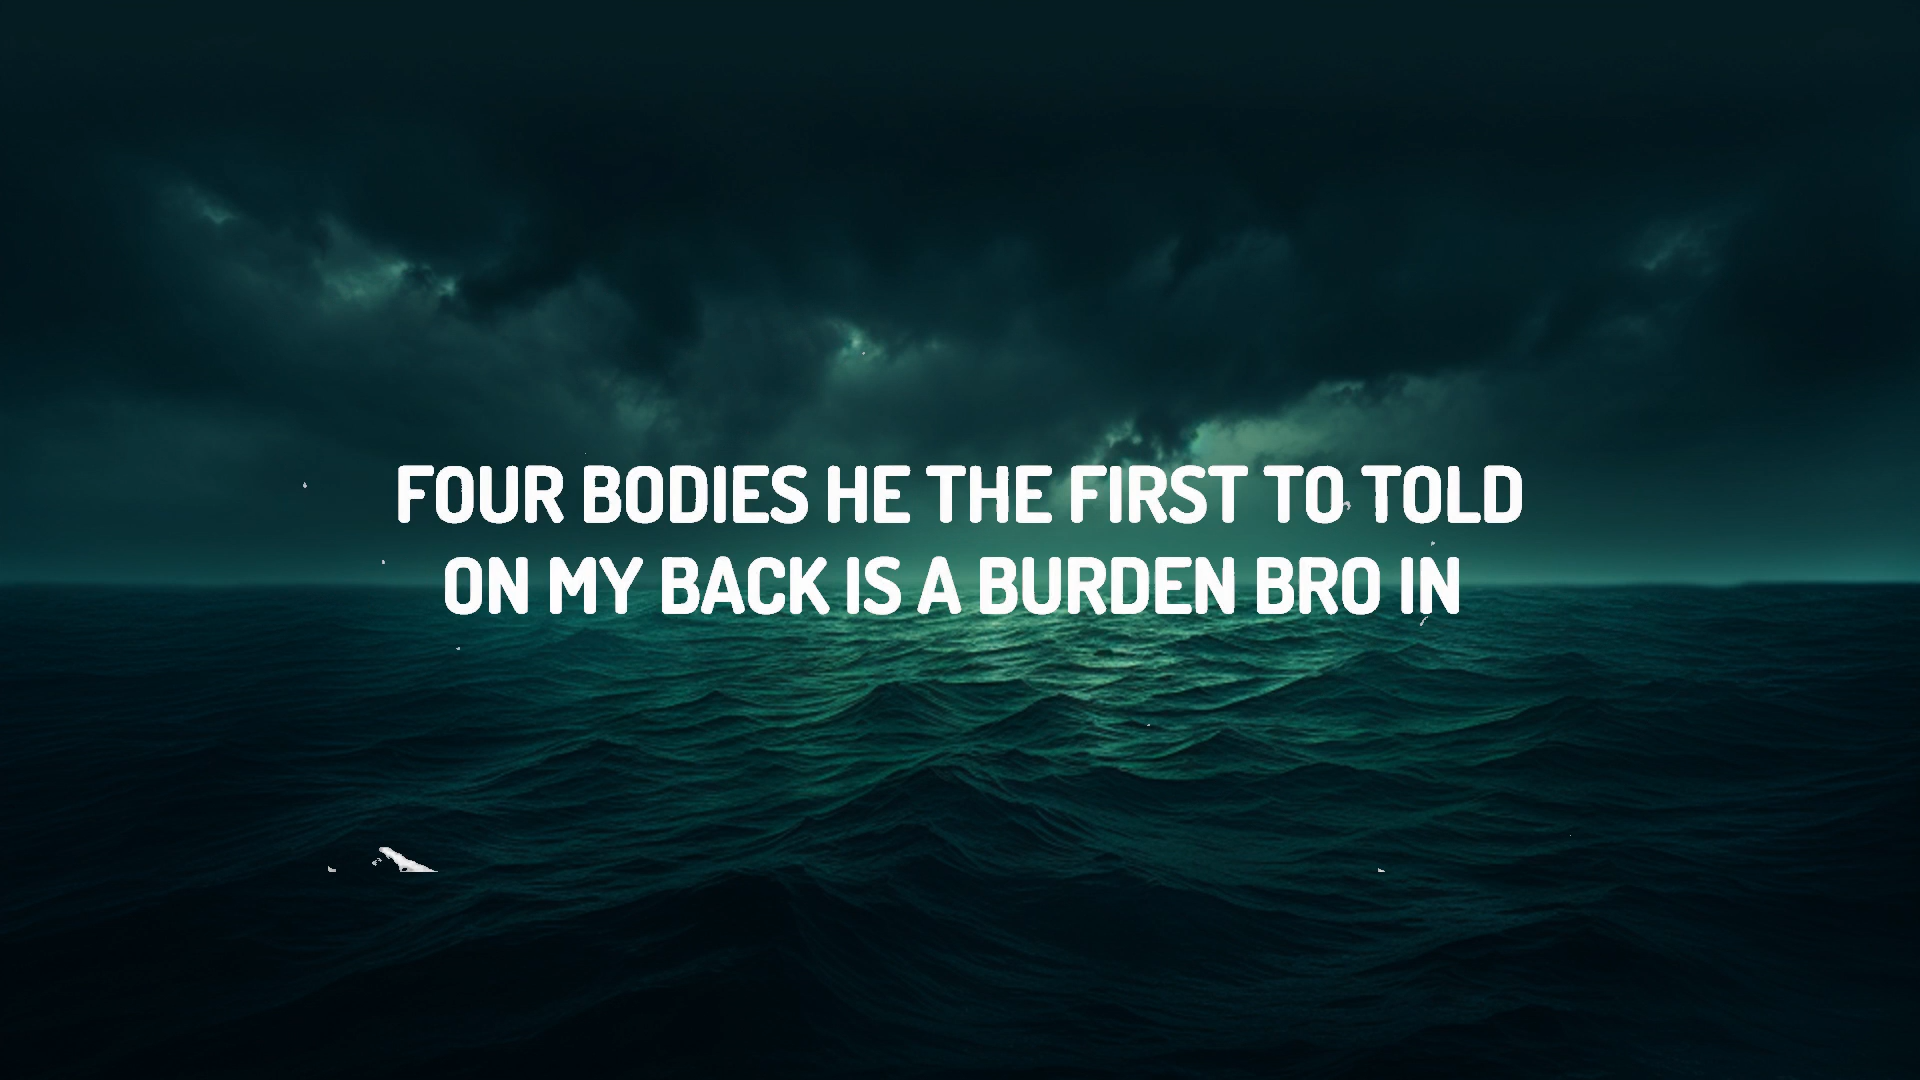 FOUR BODIES HE THE FIRST TO TOLD
ON MY BACK IS A BURDEN BRO IN